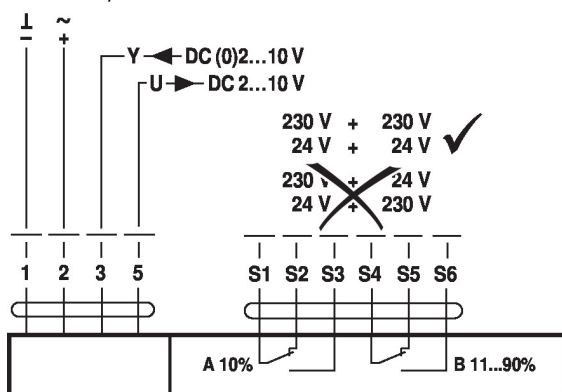 ⊥ ~
− +
Y DC (0)2...10 V
U DC 2...10 V
230 V + 230 V
24 V + 24 V
230 + 24 V
24 V + 230 V
1 2 3 5 S1 S2 S3 S4 S5 S6
A 10% B 11...90%